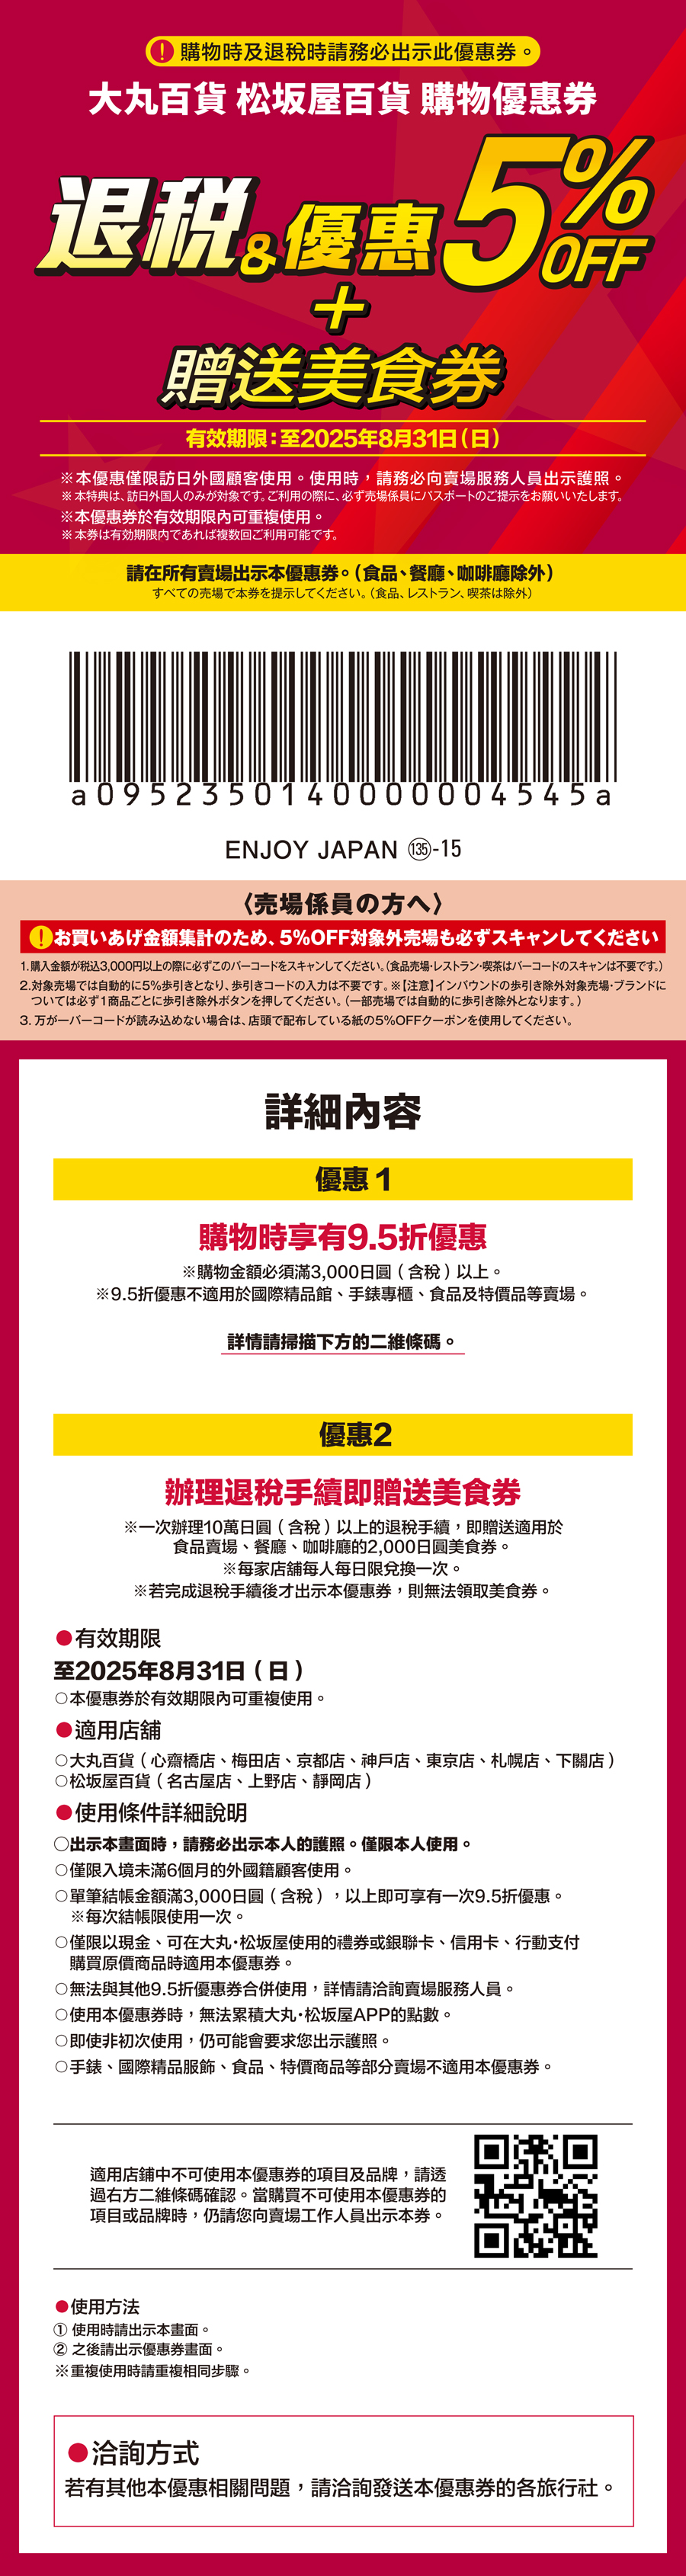 ! 購物時及退稅時請務必出示此優惠券。
大丸百貨 松坂屋百貨 購物優惠券
退税&優惠5%OFF
+
贈送美食券
有效期限：至2025年8月31日（日）
※本優惠僅限訪日外國顧客使用。使用時，請務必向賣場服務人員出示護照。
※本特典は、訪日外国人のみが対象です。ご利用の際に、必ず売場係員にパスポートのご提示をお願いいたします。
※本優惠券於有效期限內可重複使用。
※本券は有効期限内であれば複数回ご利用可能です。
請在所有賣場出示本優惠券。（食品、餐廳、咖啡廳除外）
すべての売場で本券を提示してください。（食品、レストラン、喫茶は除外）
a09523501400000004545a
ENJOY JAPAN 135-15
〈売場係員の方へ〉
! お買いあげ金額集計のため、5%OFF対象外売場も必ずスキャンしてください
1.購入金額が税込3,000円以上の際に必ずこのバーコードをスキャンしてください。（食品売場・レストラン・喫茶はバーコードのスキャンは不要です。）
2.対象売場では自動的に5%歩引きとなり、歩引きコードの入力は不要です。※【注意】インバウンドの歩引き除外対象売場・ブランドに
ついては必ず1商品ごとに歩引き除外ボタンを押してください。（一部売場では自動的に歩引き除外となります。）
3. 万が一バーコードが読み込めない場合は、店頭で配布している紙の5%OFFクーポンを使用してください。
詳細內容
優惠 1
購物時享有9.5折優惠
※購物金額必須滿3,000日圓（含稅）以上。
※9.5折優惠不適用於國際精品館、手錶專櫃、食品及特價品等賣場。
詳情請掃描下方的二維條碼。
優惠2
辦理退稅手續即贈送美食券
※一次辦理10萬日圓（含稅）以上的退稅手續，即贈送適用於
食品賣場、餐廳、咖啡廳的2,000日圓美食券。
※每家店舖每人每日限兌換一次。
※若完成退稅手續後才出示本優惠券，則無法領取美食券。
●有效期限
至2025年8月31日（日）
○本優惠券於有效期限內可重複使用。
●適用店舖
○大丸百貨（心齋橋店、梅田店、京都店、神戶店、東京店、札幌店、下關店）
○松坂屋百貨（名古屋店、上野店、靜岡店）
●使用條件詳細說明
○出示本畫面時，請務必出示本人的護照。僅限本人使用。
○僅限入境未滿6個月的外國籍顧客使用。
○單筆結帳金額滿3,000日圓（含稅），以上即可享有一次9.5折優惠。
※每次結帳限使用一次。
○僅限以現金、可在大丸・松坂屋使用的禮券或銀聯卡、信用卡、行動支付
購買原價商品時適用本優惠券。
○無法與其他9.5折優惠券合併使用，詳情請洽詢賣場服務人員。
○使用本優惠券時，無法累積大丸・松坂屋APP的點數。
○即使非初次使用，仍可能會要求您出示護照。
○手錶、國際精品服飾、食品、特價商品等部分賣場不適用本優惠券。
適用店鋪中不可使用本優惠券的項目及品牌，請透
過右方二維條碼確認。當購買不可使用本優惠券的
項目或品牌時，仍請您向賣場工作人員出示本券。
●使用方法
① 使用時請出示本畫面。
② 之後請出示優惠券畫面。
※重複使用時請重複相同步驟。
●洽詢方式
若有其他本優惠相關問題，請洽詢發送本優惠券的各旅行社。